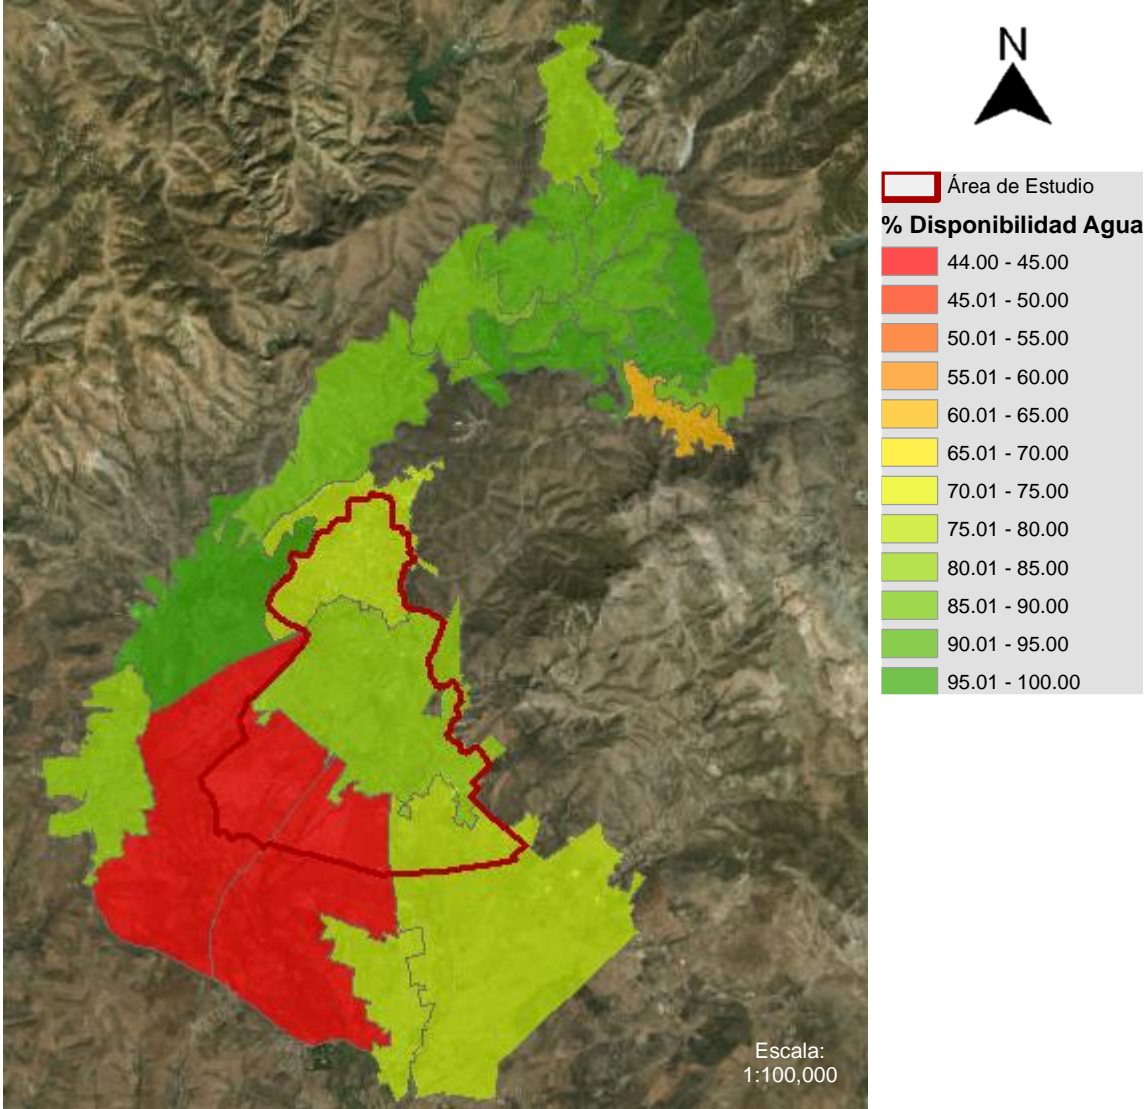 N
Área de Estudio
% Disponibilidad Agua
44.00 - 45.00
45.01 - 50.00
50.01 - 55.00
55.01 - 60.00
60.01 - 65.00
65.01 - 70.00
70.01 - 75.00
75.01 - 80.00
80.01 - 85.00
85.01 - 90.00
90.01 - 95.00
95.01 - 100.00
Escala:
1:100,000